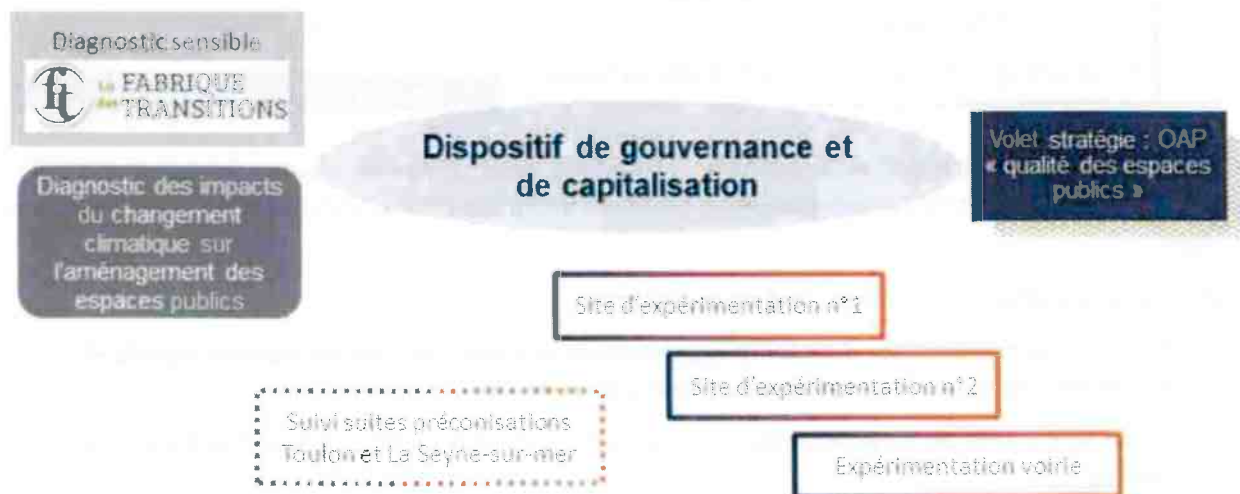 Diagnostic sensible
La FABRIQUE
des TRANSITIONS
Dispositif de gouvernance et
de capitalisation
Volet stratégie : OAP
« qualité des espaces
publics »
Diagnostic des impacts
du changement
climatique sur
l'aménagement des
espaces publics
Site d'expérimentation n°1
Site d'expérimentation n°2
Suivi suites préconisations
Toulon et La Seyne-sur-mer
Expérimentation voirie